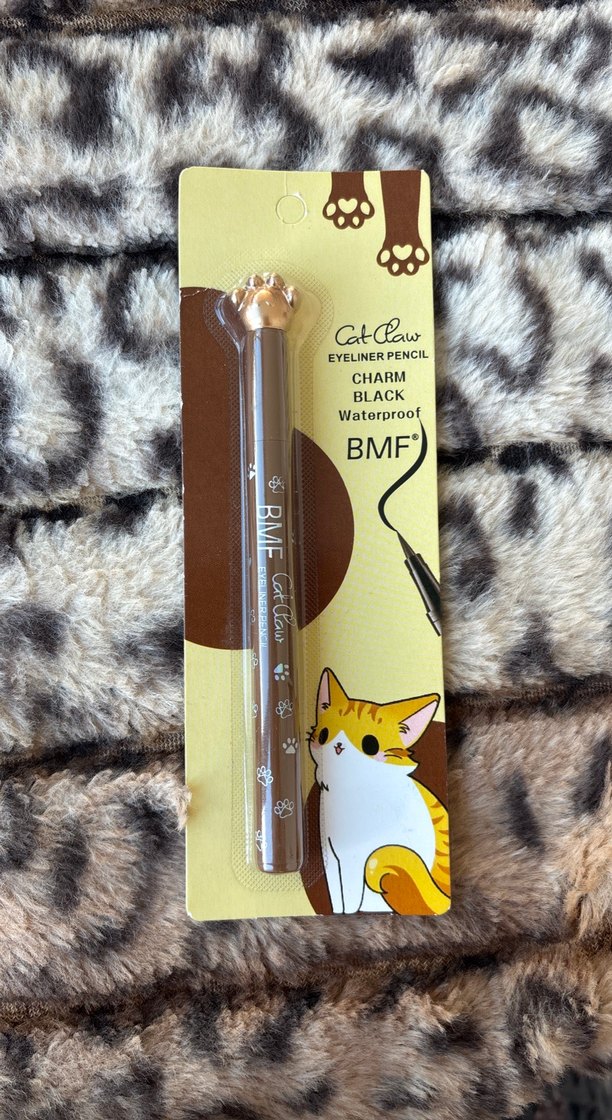 Cat Claw
EYELINER PENCIL
CHARM
BLACK
Waterproof
BMF®
BMF Cat Claw
EYELINER PENCIL